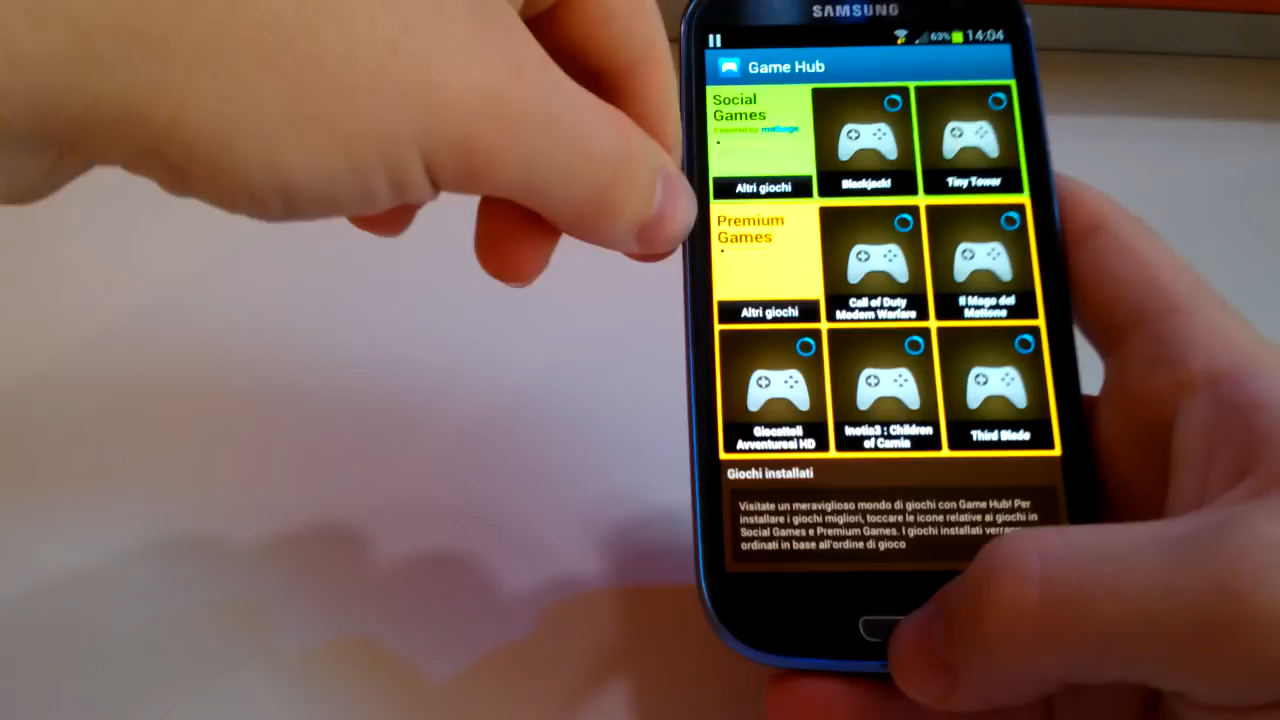 SAMSUNG
63% 14:04
Game Hub
Social
Games
Powered by mobage
Altri giochi
Blackjack!
Tiny Tower
Premium
Games
Altri giochi
Call of Duty
Modern Warfare
Il Mago del
Mattone
Giocattoli
Avventurosi HD
Inotia3 : Children
of Carnia
Third Blade
Giochi installati
Visitate un meraviglioso mondo di giochi con Game Hub! Per
installare i giochi migliori, toccare le icone relative ai giochi in
Social Games e Premium Games. I giochi installati
ordinati in base all'ordine di gioco